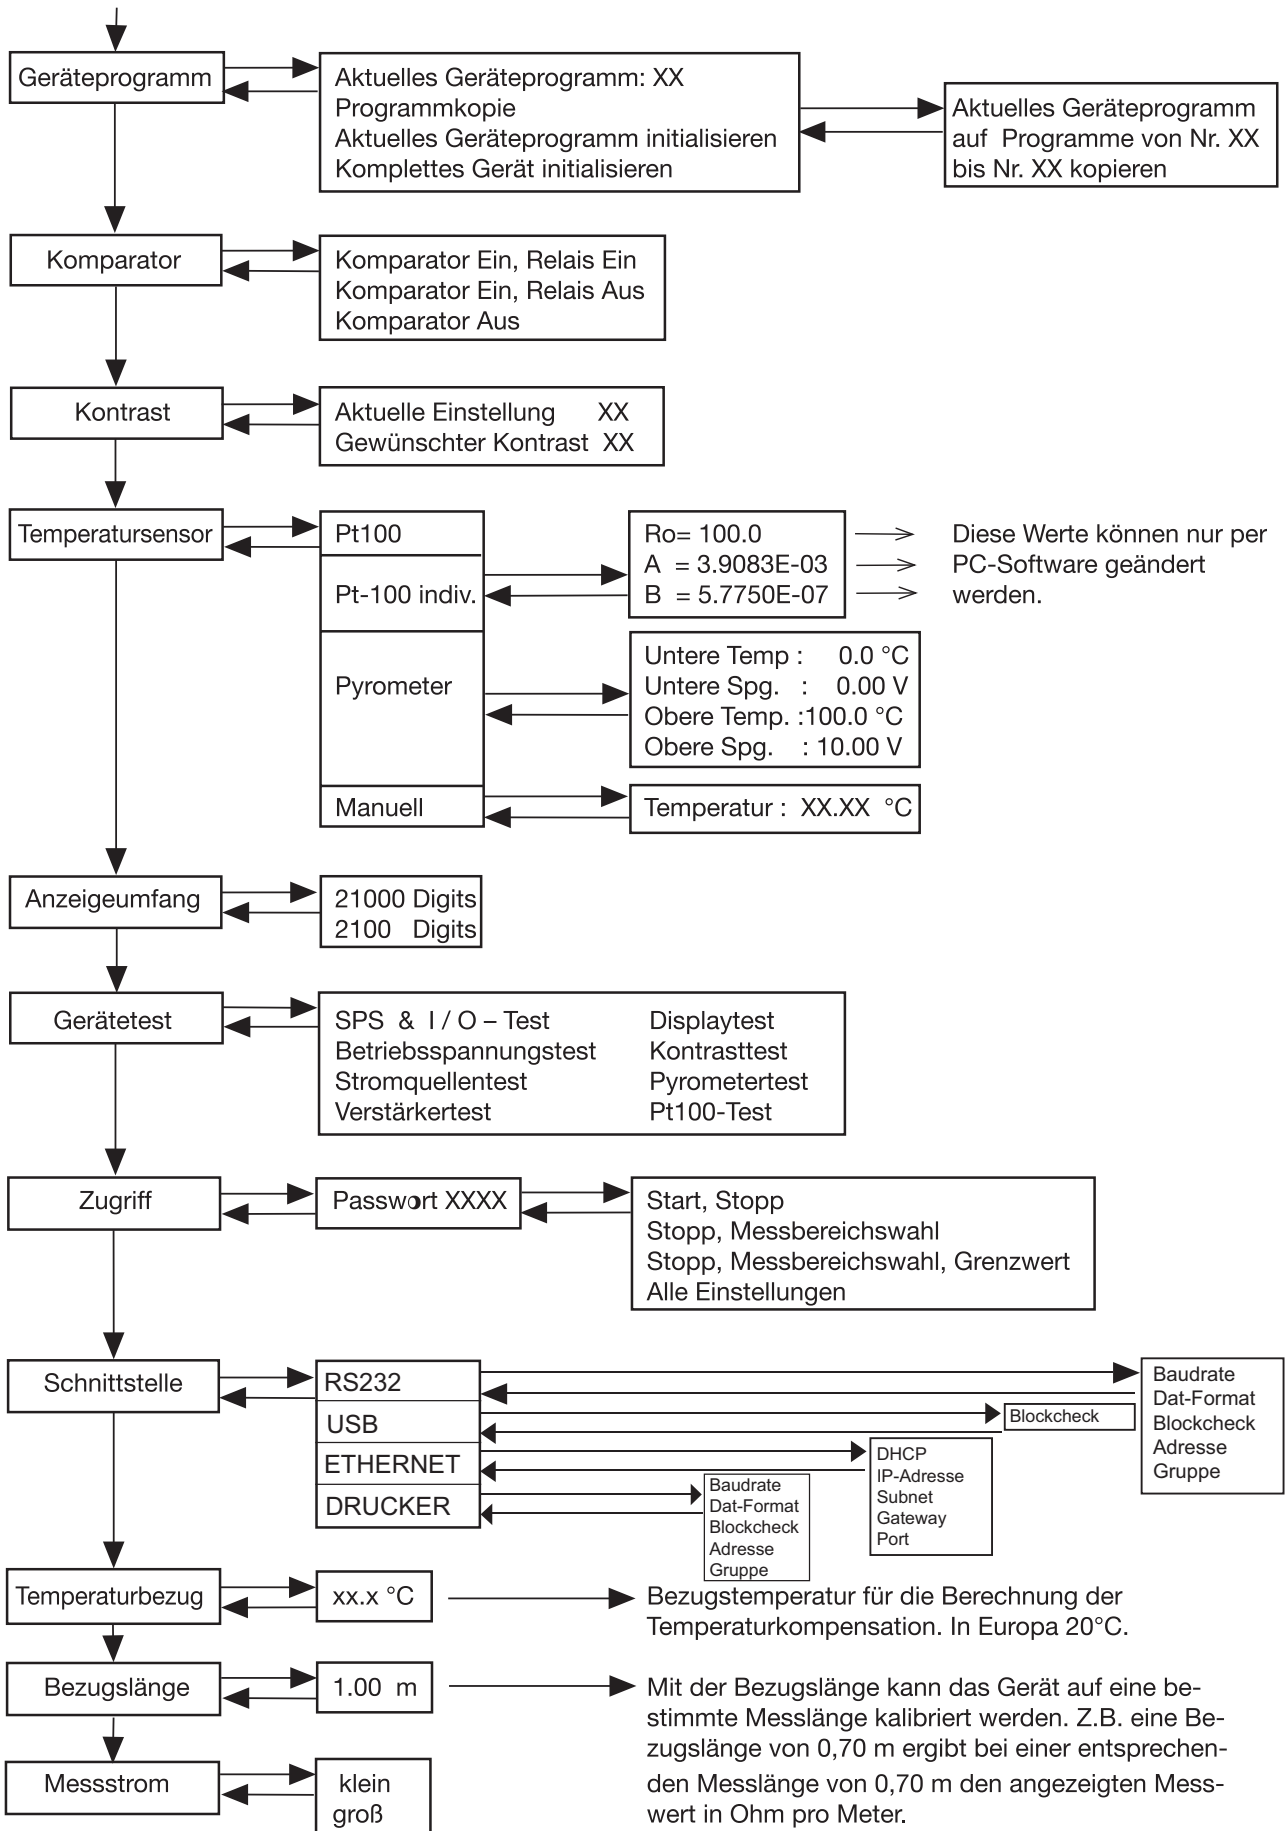 Geräteprogramm
Aktuelles Geräteprogramm: XX
Programmkopie
Aktuelles Geräteprogramm initialisieren
Komplettes Gerät initialisieren
Aktuelles Geräteprogramm
auf Programme von Nr. XX
bis Nr. XX kopieren
Komparator
Komparator Ein, Relais Ein
Komparator Ein, Relais Aus
Komparator Aus
Kontrast
Aktuelle Einstellung XX
Gewünschter Kontrast XX
Temperatursensor
Pt100
Pt-100 indiv.
Ro= 100.0
A = 3.9083E-03
B = 5.7750E-07
Diese Werte können nur per
PC-Software geändert
werden.
Pyrometer
Untere Temp : 0.0 °C
Untere Spg. : 0.00 V
Obere Temp. :100.0 °C
Obere Spg. : 10.00 V
Manuell
Temperatur : XX.XX °C
Anzeigeumfang
21000 Digits
2100 Digits
Gerätetest
SPS & I / O – Test Displaytest
Betriebsspannungstest Kontrasttest
Stromquellentest Pyrometertest
Verstärkertest Pt100-Test
Zugriff
Passwort XXXX
Start, Stopp
Stopp, Messbereichswahl
Stopp, Messbereichswahl, Grenzwert
Alle Einstellungen
Schnittstelle
RS232
USB
ETHERNET
DRUCKER
Baudrate
Dat-Format
Blockcheck
Adresse
Gruppe
Blockcheck
DHCP
IP-Adresse
Subnet
Gateway
Port
Baudrate
Dat-Format
Blockcheck
Adresse
Gruppe
Temperaturbezug
xx.x °C
Bezugstemperatur für die Berechnung der
Temperaturkompensation. In Europa 20°C.
Bezugslänge
1.00 m
Mit der Bezugslänge kann das Gerät auf eine be-
stimmte Messlänge kalibriert werden. Z.B. eine Be-
zugslänge von 0,70 m ergibt bei einer entsprechen-
den Messlänge von 0,70 m den angezeigten Mess-
wert in Ohm pro Meter.
Messstrom
klein
groß